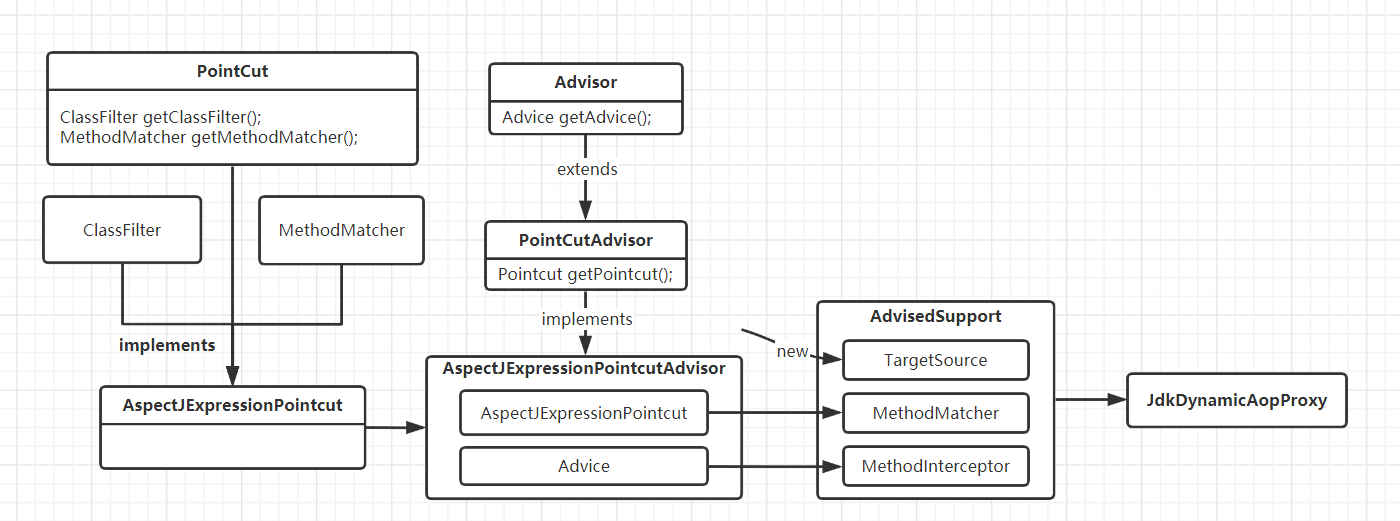 PointCut
ClassFilter getClassFilter();
MethodMatcher getMethodMatcher();
ClassFilter
MethodMatcher
implements
AspectJExpressionPointcut
Advisor
Advice getAdvice();
extends
PointCutAdvisor
Pointcut getPointcut();
implements
AspectJExpressionPointcutAdvisor
AspectJExpressionPointcut
Advice
new
AdvisedSupport
TargetSource
MethodMatcher
MethodInterceptor
JdkDynamicAopProxy